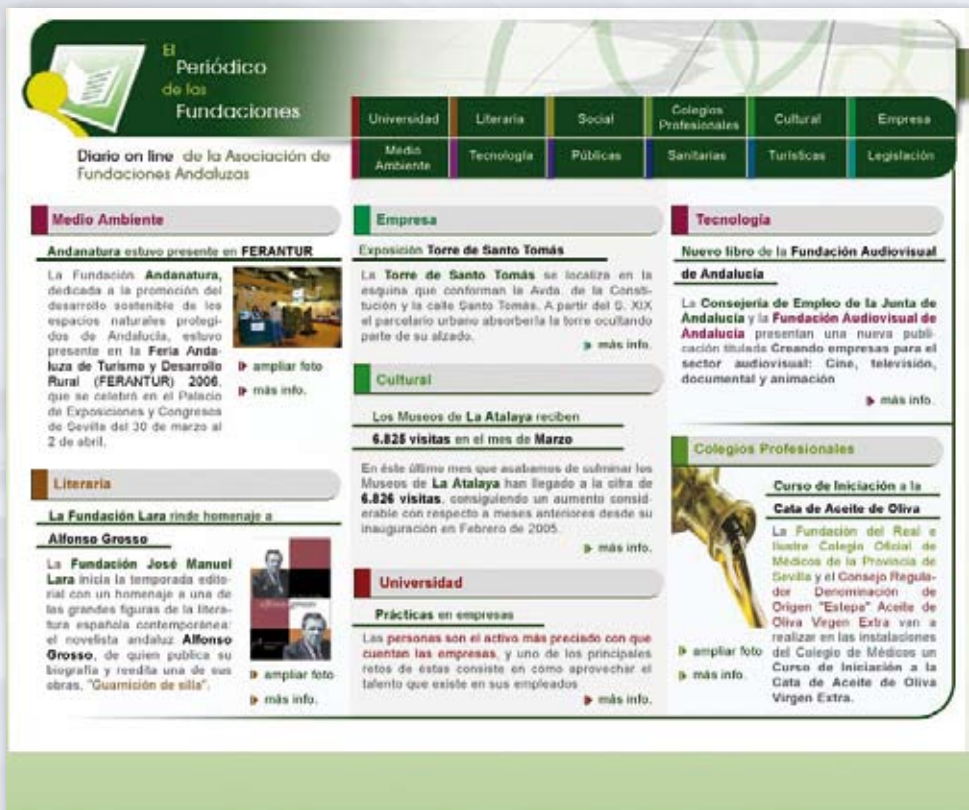 El
Periódico
de las
Fundaciones
Diario on line de la Asociación de
Fundaciones Andaluzas
Universidad
Literaria
Social
Colegios
Profesionales
Cultural
Empresa
Medio
Ambiente
Tecnología
Públicas
Sanitarias
Turísticas
Legislación
Medio Ambiente
Andanatura estuvo presente en FERANTUR
La Fundación Andanatura,
dedicada a la promoción del
desarrollo sostenible de los
espacios naturales protegi-
dos de Andalucía, estuvo
presente en la Feria Anda-
luza de Turismo y Desarrollo
Rural (FERANTUR) 2006,
que se celebró en el Palacio
de Exposiciones y Congresos
de Sevilla del 30 de marzo al
2 de abril.
ampliar foto
más info.
Literaria
La Fundación Lara rinde homenaje a
Alfonso Grosso
La Fundación José Manuel
Lara inicia la temporada edito-
rial con un homenaje a una de
las grandes figuras de la litera-
tura española contemporánea:
el novelista andaluz Alfonso
Grosso, de quien publica su
biografía y reedita una de sus
obras, "Guarnición de silla".
ampliar foto
más info.
Empresa
Exposición Torre de Santo Tomás
La Torre de Santo Tomás se localiza en la
esquina que conforman la Avda. de la Consti-
tución y la calle Santo Tomás. A partir del S. XIX
el parcelario urbano absorbería la torre ocultando
parte de su alzado.
más info.
Cultural
Los Museos de La Atalaya reciben
6.825 visitas en el mes de Marzo
En éste último mes que acabamos de culminar los
Museos de La Atalaya han llegado a la cifra de
6.826 visitas, consiguiendo un aumento consid-
erable con respecto a meses anteriores desde su
inauguración en Febrero de 2005.
más info.
Universidad
Prácticas en empresas
Las personas son el activo más preciado con que
cuentan las empresas, y uno de los principales
retos de éstas consiste en cómo aprovechar el
talento que existe en sus empleados
más info.
Tecnología
Nuevo libro de la Fundación Audiovisual
de Andalucía
La Consejería de Empleo de la Junta de
Andalucía y la Fundación Audiovisual de
Andalucía presentan una nueva publi-
cación titulada Creando empresas para el
sector audiovisual: Cine, televisión,
documental y animación
más info.
Colegios Profesionales
Curso de Iniciación a la
Cata de Aceite de Oliva
La Fundación del Real e
Ilustre Colegio Oficial de
Médicos de la Provincia de
Sevilla y el Consejo Regula-
dor Denominación de
Origen "Estepa" Aceite de
Oliva Virgen Extra van a
realizar en las instalaciones
del Colegio de Médicos un
Curso de Iniciación a la
Cata de Aceite de Oliva
Virgen Extra.
ampliar foto
más info.